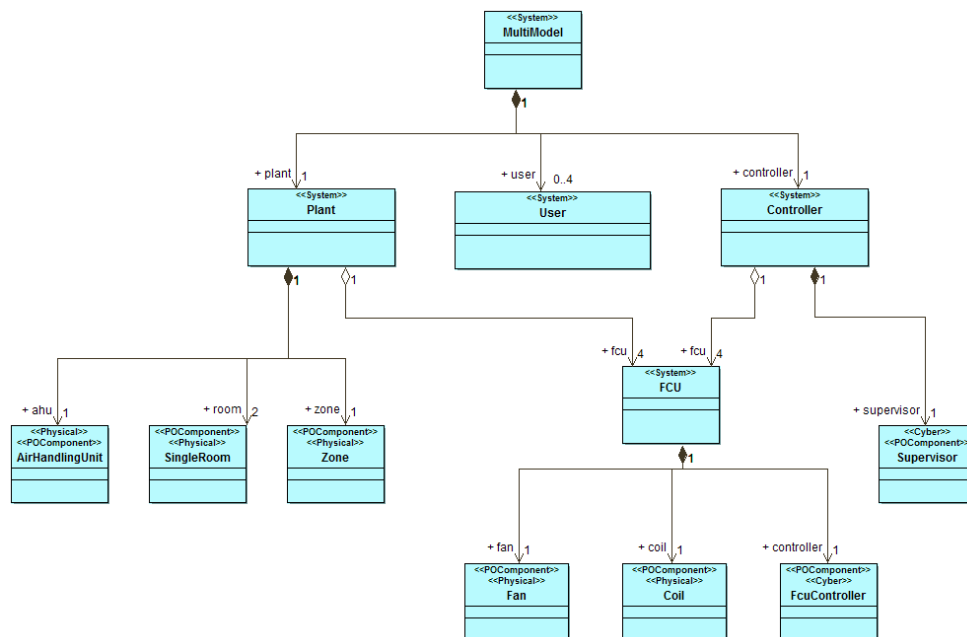 <<System>>
MultiModel
1
+ plant
1
+ user
0..4
+ controller
1
<<System>>
Plant
<<System>>
User
<<System>>
Controller
1
1
1
1
+ fcu
4
+ fcu
4
<<System>>
FCU
+ ahu
1
+ room
2
+ zone
1
+ supervisor
1
<<Physical>>
<<POComponent>>
AirHandlingUnit
<<POComponent>>
<<Physical>>
SingleRoom
<<POComponent>>
<<Physical>>
Zone
<<Cyber>>
<<POComponent>>
Supervisor
1
+ fan
1
+ coil
1
+ controller
1
<<POComponent>>
<<Physical>>
Fan
<<POComponent>>
<<Physical>>
Coil
<<POComponent>>
<<Cyber>>
FcuController